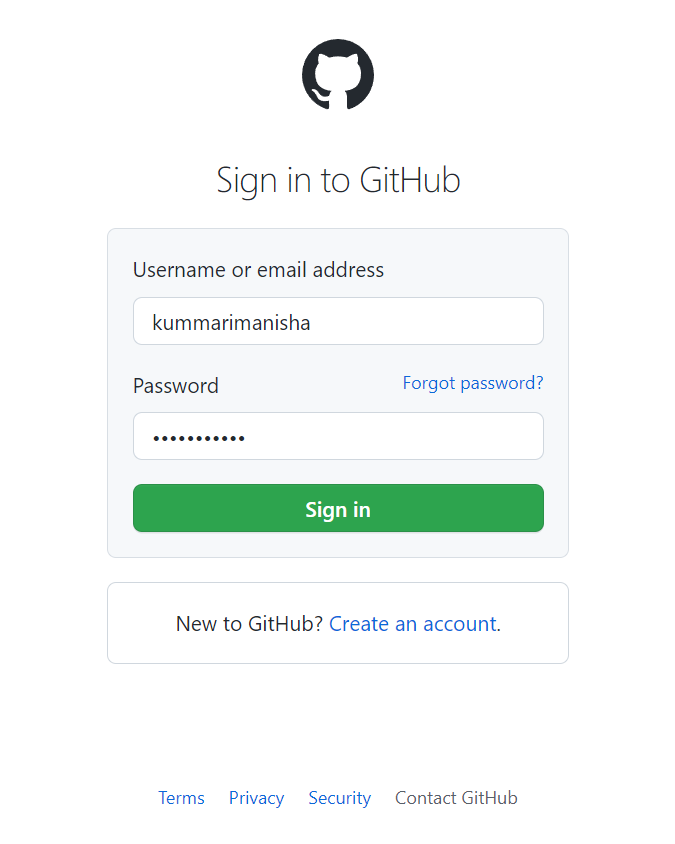 Sign in to GitHub
Username or email address
kummarimanisha
Password Forgot password?
•••••••••••
Sign in
New to GitHub? Create an account.
Terms Privacy Security Contact GitHub